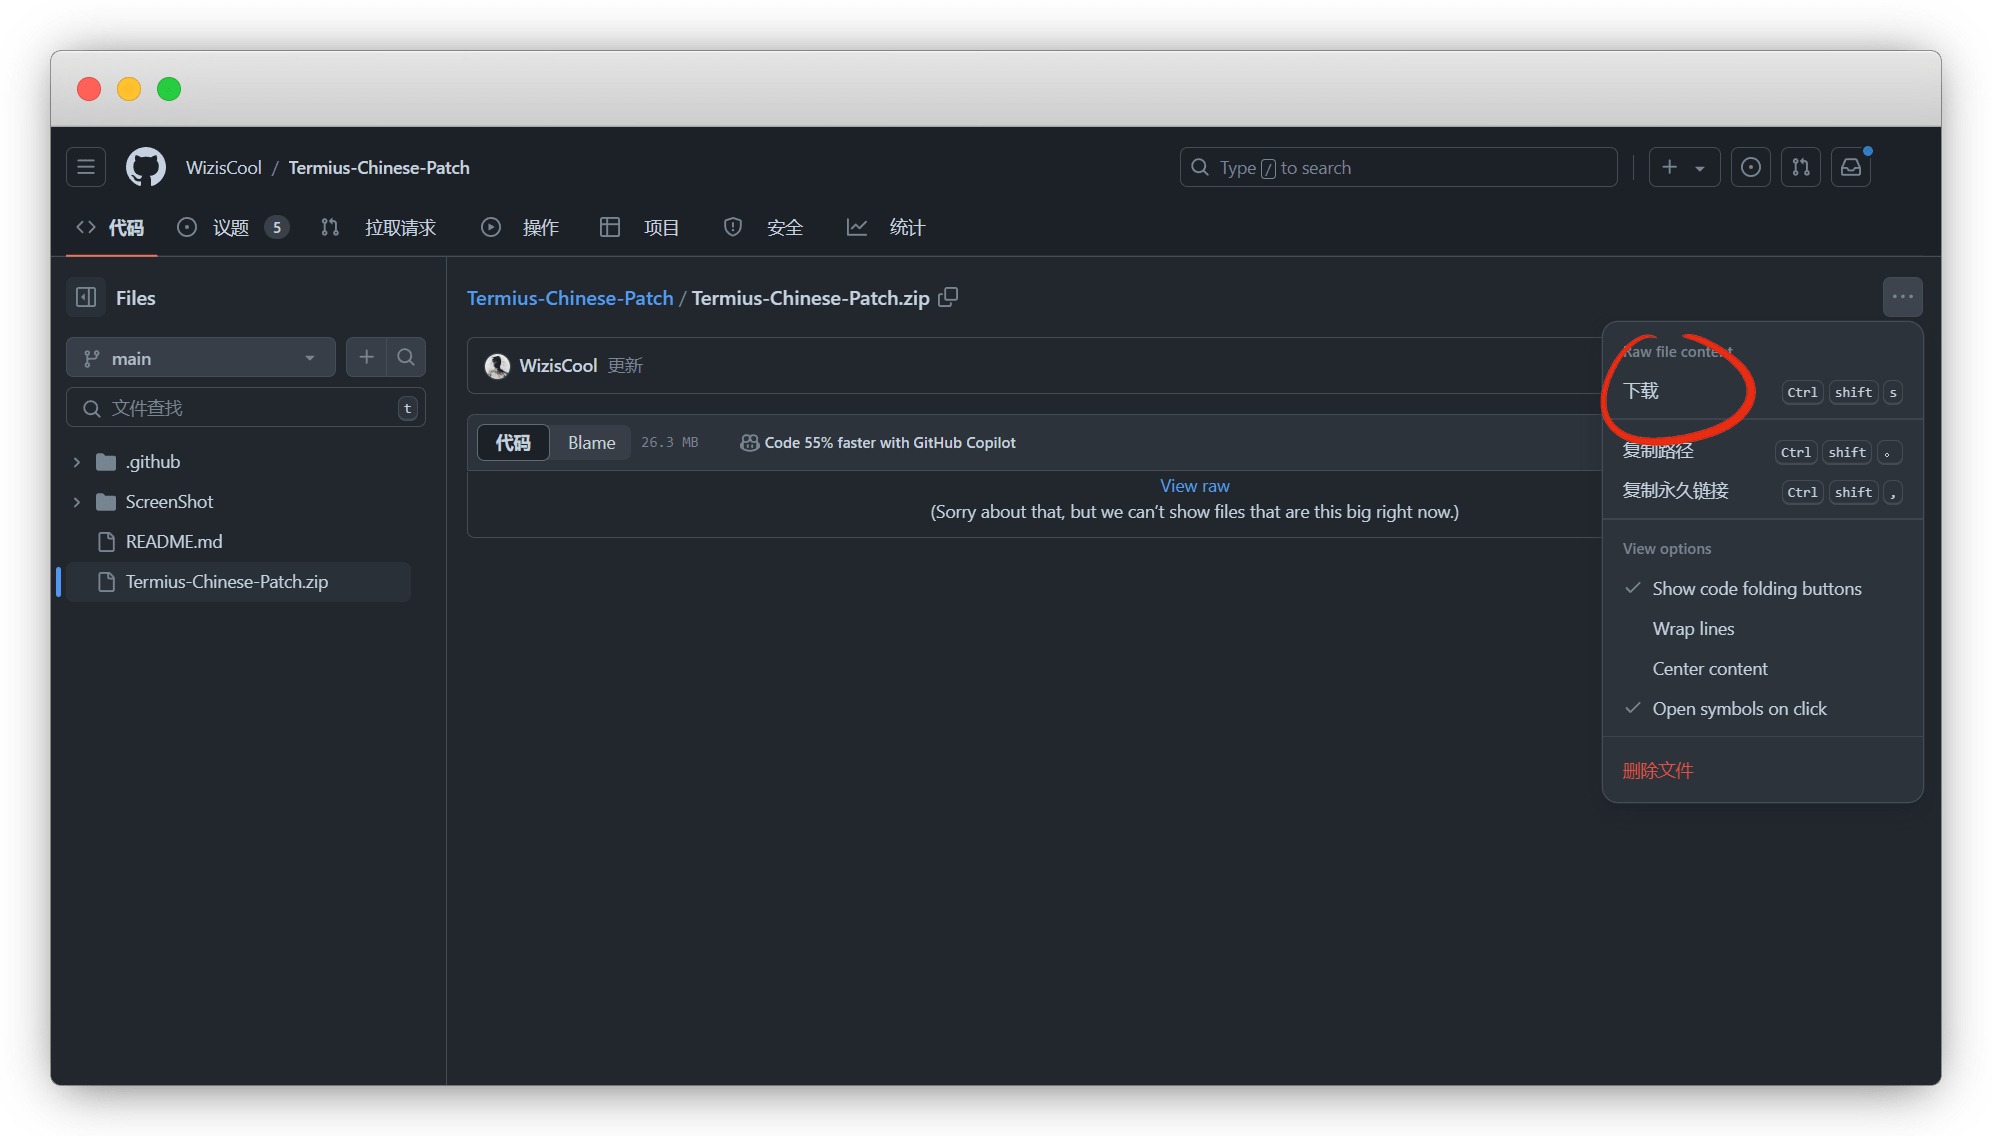 WizisCool / Termius-Chinese-Patch
Type / to search
代码
议题 5
拉取请求
操作
项目
安全
统计
Files
main
文件查找 t
.github
ScreenShot
README.md
Termius-Chinese-Patch.zip
Termius-Chinese-Patch / Termius-Chinese-Patch.zip
WizisCool 更新
代码 Blame 26.3 MB Code 55% faster with GitHub Copilot
View raw
(Sorry about that, but we can’t show files that are this big right now.)
Raw file content
下载 Ctrl shift s
复制路径 Ctrl shift 。
复制永久链接 Ctrl shift ,
View options
Show code folding buttons
Wrap lines
Center content
Open symbols on click
删除文件